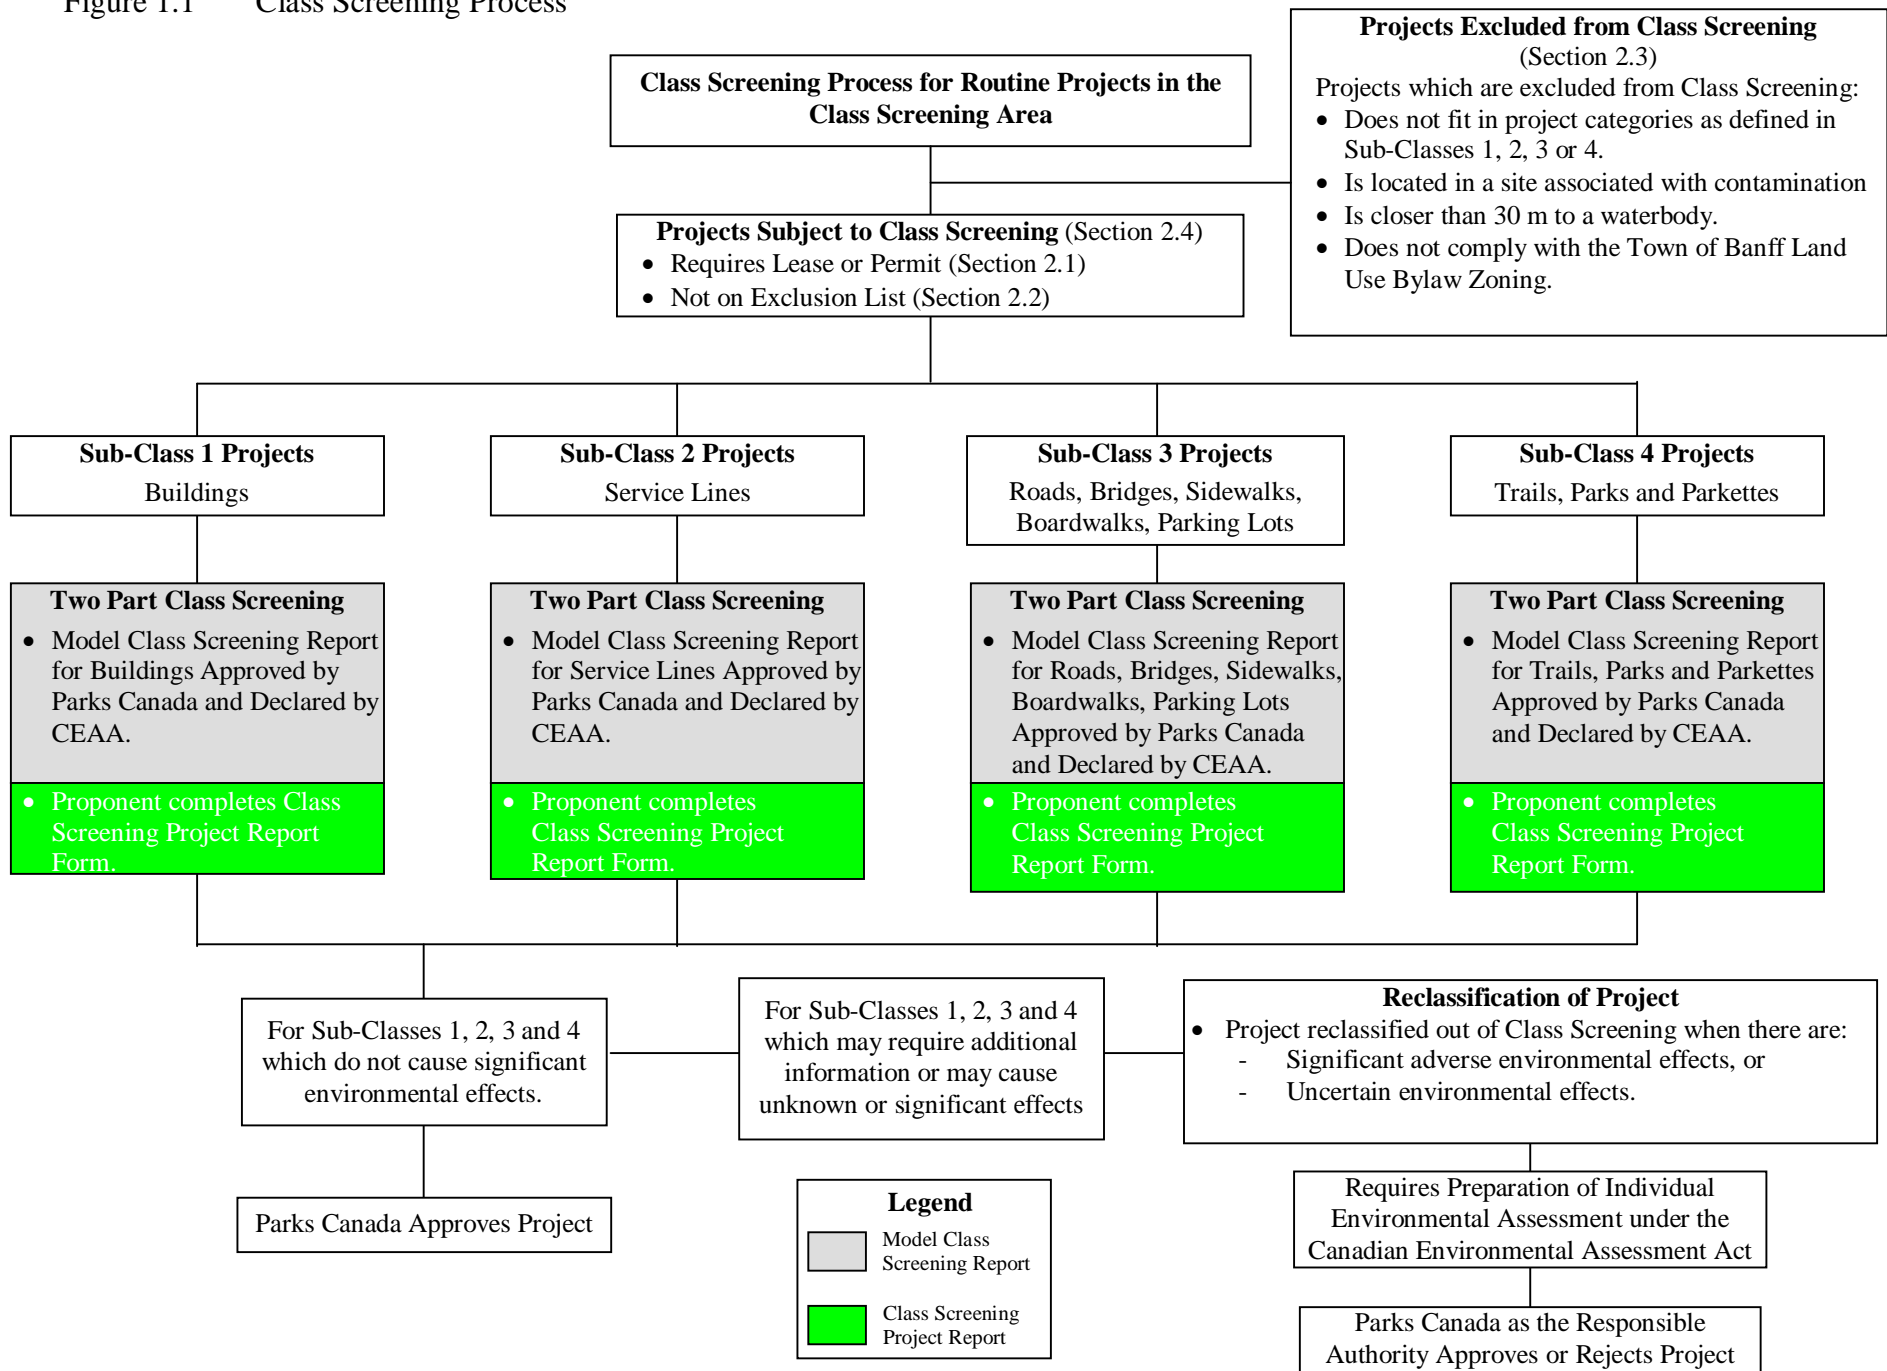 Figure 1.1 Class Screening Process
Class Screening Process for Routine Projects in the
Class Screening Area
Projects Excluded from Class Screening
(Section 2.3)
Projects which are excluded from Class Screening:
• Does not fit in project categories as defined in
Sub-Classes 1, 2, 3 or 4.
• Is located in a site associated with contamination
• Is closer than 30 m to a waterbody.
• Does not comply with the Town of Banff Land
Use Bylaw Zoning.
Projects Subject to Class Screening (Section 2.4)
• Requires Lease or Permit (Section 2.1)
• Not on Exclusion List (Section 2.2)
Sub-Class 1 Projects
Buildings
Sub-Class 2 Projects
Service Lines
Sub-Class 3 Projects
Roads, Bridges, Sidewalks,
Boardwalks, Parking Lots
Sub-Class 4 Projects
Trails, Parks and Parkettes
Two Part Class Screening
• Model Class Screening Report
for Buildings Approved by
Parks Canada and Declared by
CEAA.
• Proponent completes Class
Screening Project Report
Form.
Two Part Class Screening
• Model Class Screening Report
for Service Lines Approved by
Parks Canada and Declared by
CEAA.
• Proponent completes
Class Screening Project
Report Form.
Two Part Class Screening
• Model Class Screening Report
for Roads, Bridges, Sidewalks,
Boardwalks, Parking Lots
Approved by Parks Canada
and Declared by CEAA.
• Proponent completes
Class Screening Project
Report Form.
Two Part Class Screening
• Model Class Screening Report
for Trails, Parks and Parkettes
Approved by Parks Canada
and Declared by CEAA.
• Proponent completes
Class Screening Project
Report Form.
For Sub-Classes 1, 2, 3 and 4
which do not cause significant
environmental effects.
For Sub-Classes 1, 2, 3 and 4
which may require additional
information or may cause
unknown or significant effects
Reclassification of Project
• Project reclassified out of Class Screening when there are:
- Significant adverse environmental effects, or
- Uncertain environmental effects.
Parks Canada Approves Project
Legend
Model Class
Screening Report
Class Screening
Project Report
Requires Preparation of Individual
Environmental Assessment under the
Canadian Environmental Assessment Act
Parks Canada as the Responsible
Authority Approves or Rejects Project